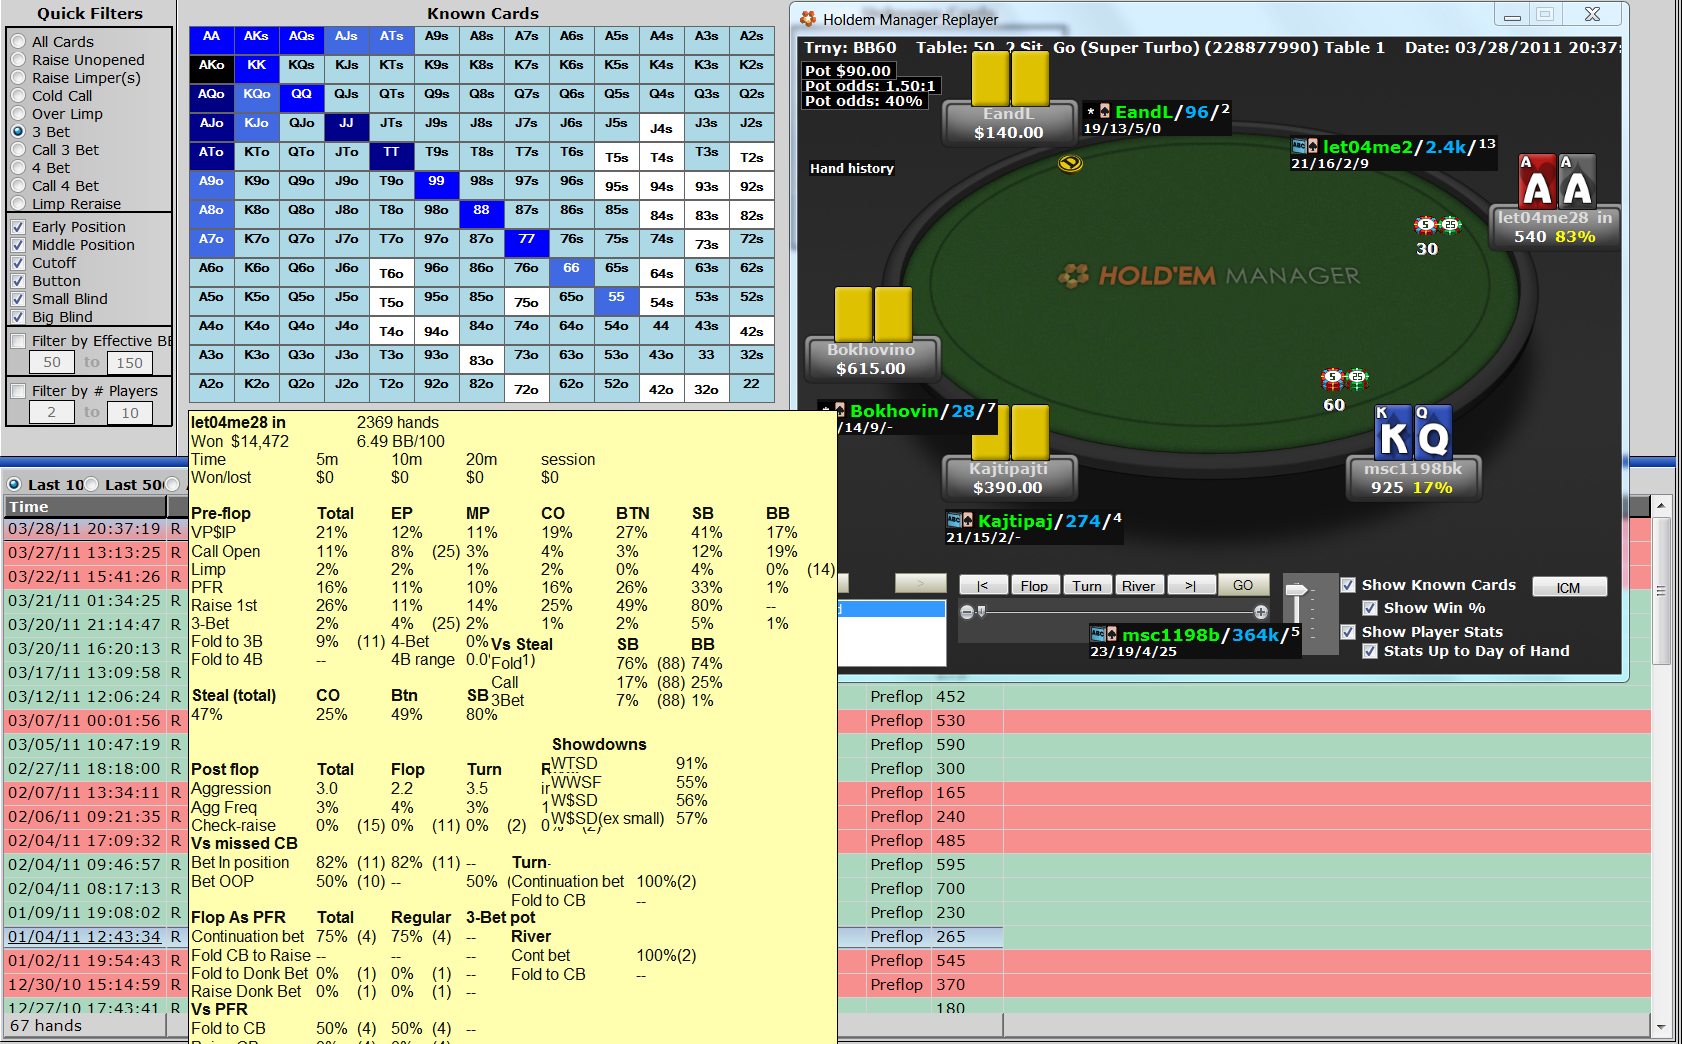 Quick Filters
All Cards
Raise Unopened
Raise Limper(s)
Cold Call
Over Limp
3 Bet
Call 3 Bet
4 Bet
Call 4 Bet
Limp Reraise
Early Position
Middle Position
Cutoff
Button
Small Blind
Big Blind
Filter by Effective BB
50 to 150
Filter by # Players
2 to 10
Known Cards
AA AKs AQs AJs ATs A9s A8s A7s A6s A5s A4s A3s A2s
AKo KK KQs KJs KTs K9s K8s K7s K6s K5s K4s K3s K2s
AQo KQo QQ QJs QTs Q9s Q8s Q7s Q6s Q5s Q4s Q3s Q2s
AJo KJo QJo JJ JTs J9s J8s J7s J6s J5s J4s J3s J2s
ATo KTo QTo JTo TT T9s T8s T7s T6s T5s T4s T3s T2s
A9o K9o Q9o J9o T9o 99 98s 97s 96s 95s 94s 93s 92s
A8o K8o Q8o J8o T8o 98o 88 87s 86s 85s 84s 83s 82s
A7o K7o Q7o J7o T7o 97o 87o 77 76s 75s 74s 73s 72s
A6o K6o Q6o J6o T6o 96o 86o 76o 66 65s 64s 63s 62s
A5o K5o Q5o J5o T5o 95o 85o 75o 65o 55 54s 53s 52s
A4o K4o Q4o J4o T4o 94o 84o 74o 64o 54o 44 43s 42s
A3o K3o Q3o J3o T3o 93o 83o 73o 63o 53o 43o 33 32s
A2o K2o Q2o J2o T2o 92o 82o 72o 62o 52o 42o 32o 22
Holdem Manager Replayer
Trny: BB60 Table: 50, 2 Sit Go (Super Turbo) (228877990) Table 1 Date: 03/28/2011 20:37:
Pot $90.00
Pot odds: 1.50:1
Pot odds: 40%
Hand history
EandL
$140.00
* EandL/96/2
19/13/5/0
D
let04me2/2.4k/13
21/16/2/9
A A
A A
let04me28 in
540 83%
5 25
30
HOLD'EM MANAGER
Bokhovino
$615.00
* Bokhovin/28/7
/14/9/-
Kajtipajti
$390.00
Kajtipaj/274/4
21/15/2/-
5 25
60
K Q
K Q
msc1198bk
925 17%
msc1198b/364k/5
23/19/4/25
> |< Flop Turn River >| GO
Show Known Cards
Show Win %
Show Player Stats
Stats Up to Day of Hand
ICM
let04me28 in 2369 hands
Won $14,472 6.49 BB/100
Time 5m 10m 20m session
Won/lost $0 $0 $0 $0
Pre-flop Total EP MP CO BTN SB BB
VP$IP 21% 12% 11% 19% 27% 41% 17%
Call Open 11% 8% (25) 3% 4% 3% 12% 19%
Limp 2% 2% 1% 2% 0% 4% 0% (14)
PFR 16% 11% 10% 16% 26% 33% 1%
Raise 1st 26% 11% 14% 25% 49% 80% --
3-Bet 2% 4% (25) 2% 1% 2% 5% 1%
Fold to 3B 9% (11) 4-Bet 0%
Fold to 4B -- 4B range 0.0
Vs Steal SB BB
Fold 76% (88) 74%
Call 17% (88) 25%
3Bet 7% (88) 1%
Steal (total) CO Btn SB
47% 25% 49% 80%
Showdowns
WTSD 91%
WWSF 55%
W$SD 56%
W$SD(ex small) 57%
Post flop Total Flop Turn
Aggression 3.0 2.2 3.5
Agg Freq 3% 4% 3%
Check-raise 0% (15) 0% (11) 0% (2)
Vs missed CB
Bet In position 82% (11) 82% (11) --
Bet OOP 50% (10) -- 50%
Turn
Continuation bet 100%(2)
Fold to CB --
Flop As PFR Total Regular 3-Bet pot
Continuation bet 75% (4) 75% (4) --
Fold CB to Raise -- -- --
Fold to Donk Bet 0% (1) 0% (1) --
Raise Donk Bet 0% (1) 0% (1) --
River
Cont bet 100%(2)
Fold to CB --
Vs PFR
Fold to CB 50% (4) 50% (4) --
Last 10 Last 50
Time
03/28/11 20:37:19 R
03/27/11 13:13:25 R
03/22/11 15:41:26 R
03/21/11 01:34:25 R
03/20/11 21:14:47 R
03/20/11 16:20:13 R
03/17/11 13:09:58 R
03/12/11 12:06:24 R Preflop 452
03/07/11 00:01:56 R Preflop 530
03/05/11 10:47:19 R Preflop 590
02/27/11 18:18:00 R Preflop 300
02/07/11 13:34:11 R Preflop 165
02/06/11 09:21:35 R Preflop 240
02/04/11 17:09:32 R Preflop 485
02/04/11 09:46:57 R Preflop 595
02/04/11 08:17:13 R Preflop 700
01/09/11 19:08:02 R Preflop 230
01/04/11 12:43:34 R Preflop 265
01/02/11 19:54:43 R Preflop 545
12/30/10 15:14:59 R Preflop 370
12/27/10 17:43:41 R 180
67 hands